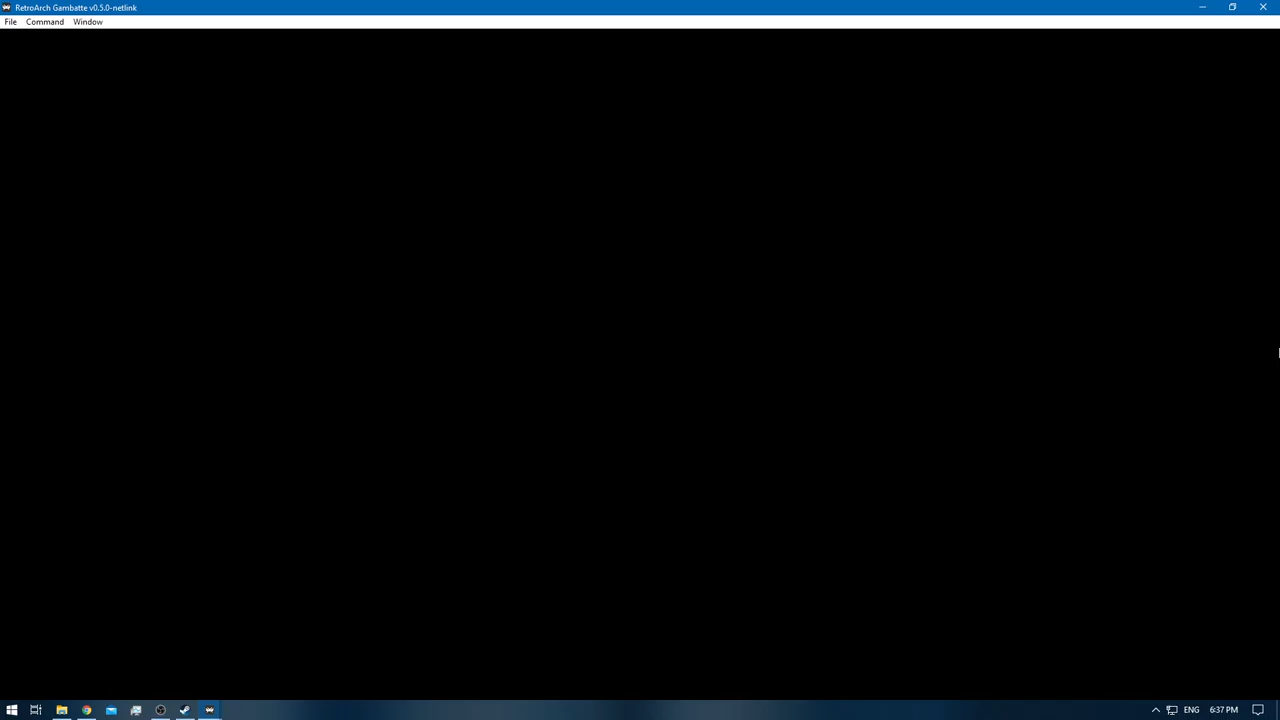 RetroArch Gambatte v0.5.0-netlink
File Command Window
ENG 6:37 PM